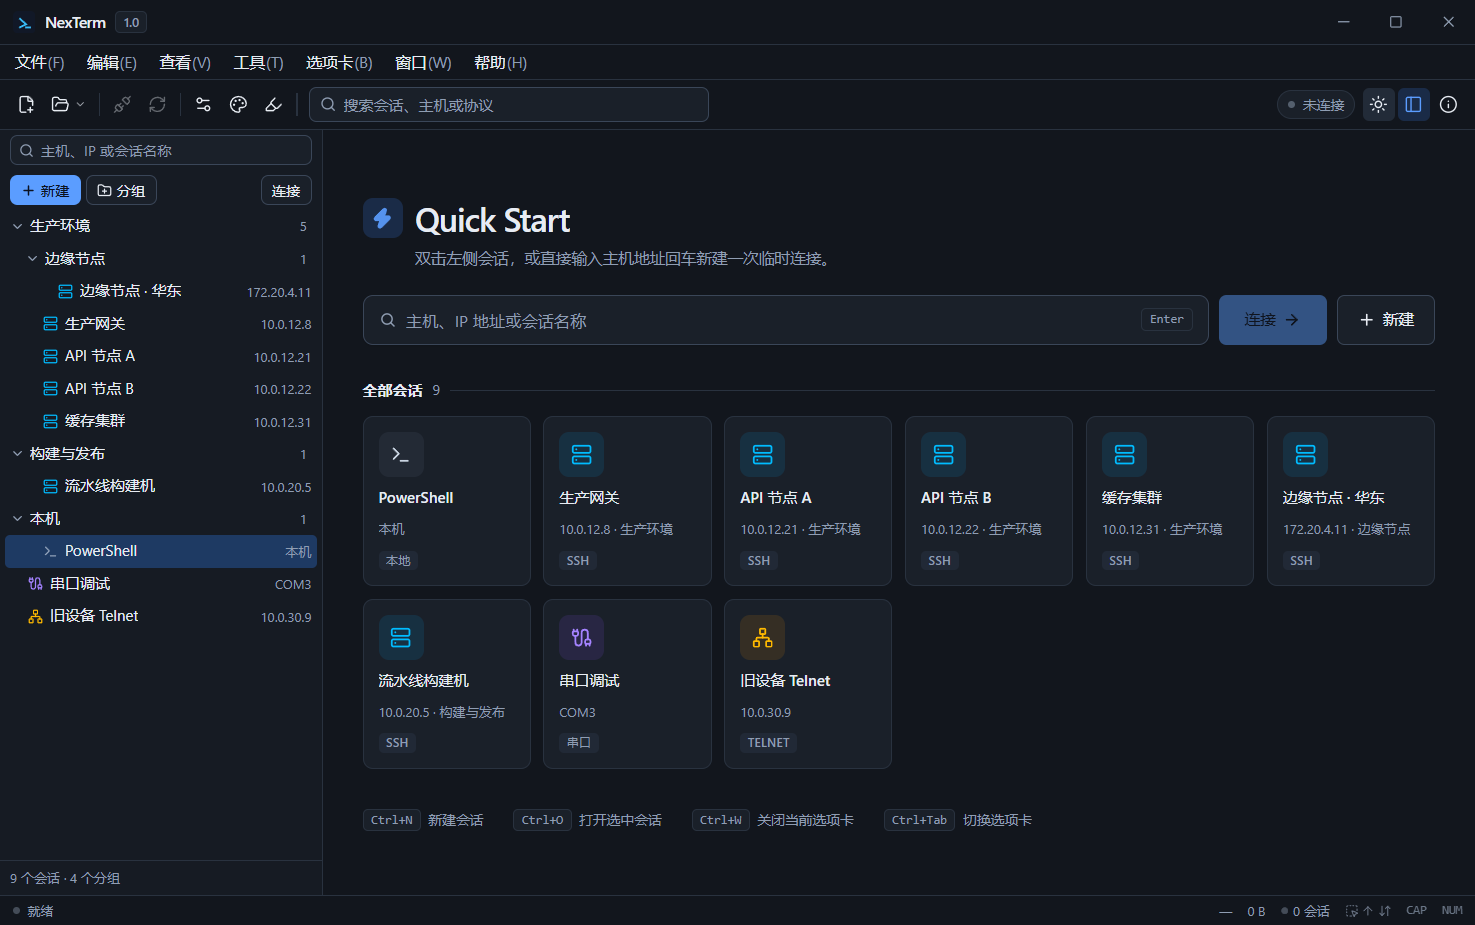 NexTerm 1.0
文件(F) 编辑(E) 查看(V) 工具(T) 选项卡(B) 窗口(W) 帮助(H)
搜索会话、主机或协议
未连接
主机、IP 或会话名称
新建 分组 连接
生产环境 5
边缘节点 1
边缘节点 · 华东 172.20.4.11
生产网关 10.0.12.8
API 节点 A 10.0.12.21
API 节点 B 10.0.12.22
缓存集群 10.0.12.31
构建与发布 1
流水线构建机 10.0.20.5
本机 1
PowerShell 本机
串口调试 COM3
旧设备 Telnet 10.0.30.9
9 个会话 · 4 个分组
Quick Start
双击左侧会话，或直接输入主机地址回车新建一次临时连接。
主机、IP 地址或会话名称 Enter 连接 新建
全部会话 9
PowerShell
本机
本地
生产网关
10.0.12.8 · 生产环境
SSH
API 节点 A
10.0.12.21 · 生产环境
SSH
API 节点 B
10.0.12.22 · 生产环境
SSH
缓存集群
10.0.12.31 · 生产环境
SSH
边缘节点 · 华东
172.20.4.11 · 边缘节点
SSH
流水线构建机
10.0.20.5 · 构建与发布
SSH
串口调试
COM3
串口
旧设备 Telnet
10.0.30.9
TELNET
Ctrl+N 新建会话 Ctrl+O 打开选中会话 Ctrl+W 关闭当前选项卡 Ctrl+Tab 切换选项卡
就绪 — 0 B 0 会话 CAP NUM